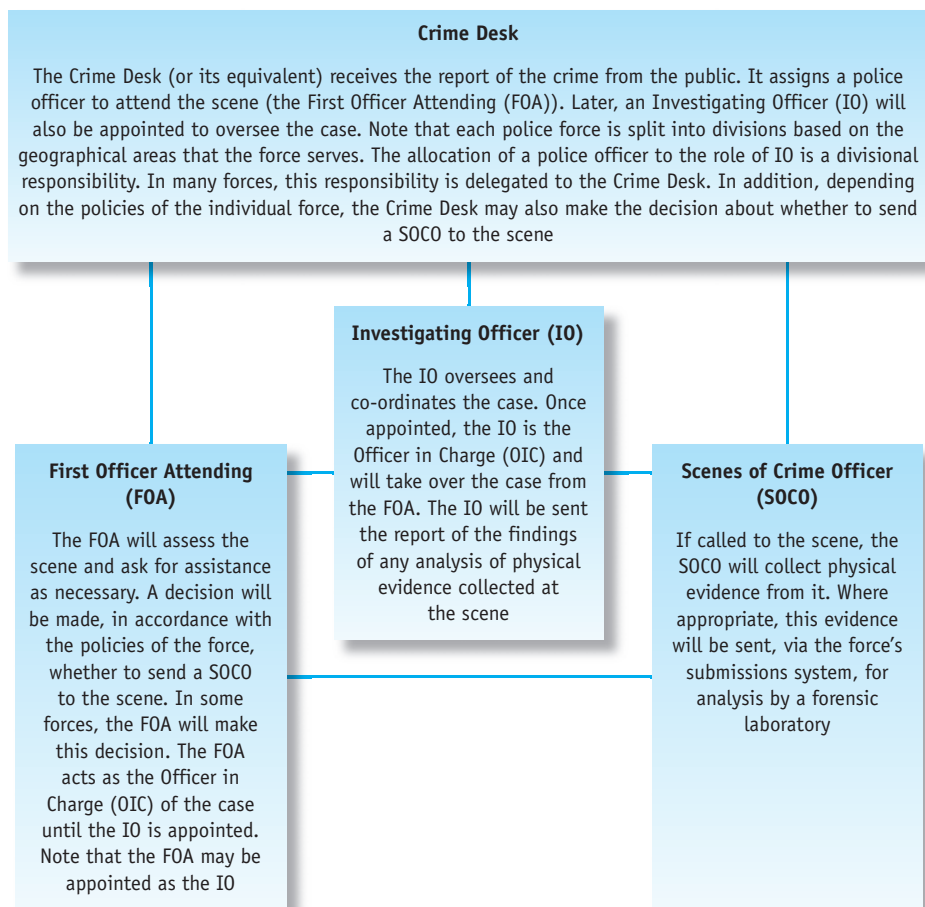 Crime Desk
The Crime Desk (or its equivalent) receives the report of the crime from the public. It assigns a police
officer to attend the scene (the First Officer Attending (FOA)). Later, an Investigating Officer (IO) will
also be appointed to oversee the case. Note that each police force is split into divisions based on the
geographical areas that the force serves. The allocation of a police officer to the role of IO is a divisional
responsibility. In many forces, this responsibility is delegated to the Crime Desk. In addition, depending
on the policies of the individual force, the Crime Desk may also make the decision about whether to send
a SOCO to the scene
Investigating Officer (IO)
The IO oversees and
co-ordinates the case. Once
appointed, the IO is the
Officer in Charge (OIC) and
will take over the case from
the FOA. The IO will be sent
the report of the findings
of any analysis of physical
evidence collected at
the scene
First Officer Attending
(FOA)
The FOA will assess the
scene and ask for assistance
as necessary. A decision will
be made, in accordance with
the policies of the force,
whether to send a SOCO
to the scene. In some
forces, the FOA will make
this decision. The FOA
acts as the Officer in
Charge (OIC) of the case
until the IO is appointed.
Note that the FOA may be
appointed as the IO
Scenes of Crime Officer
(SOCO)
If called to the scene, the
SOCO will collect physical
evidence from it. Where
appropriate, this evidence
will be sent, via the force's
submissions system, for
analysis by a forensic
laboratory